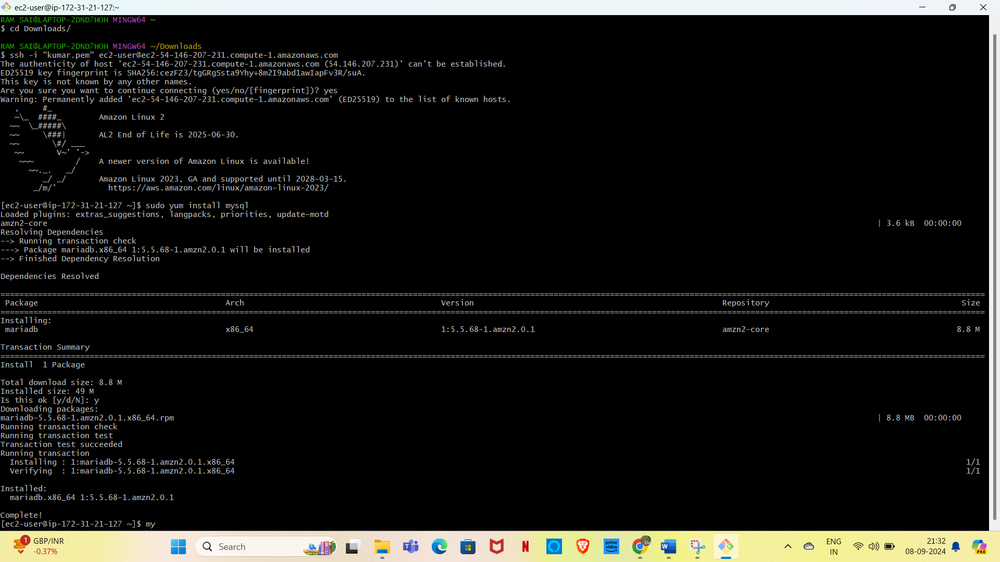 ec2-user@ip-172-31-21-127:~
RAM SAI@LAPTOP-2DND7HOH MINGW64 ~
$ cd Downloads/
RAM SAI@LAPTOP-2DND7HOH MINGW64 ~/Downloads
$ ssh -i "kumar.pem" ec2-user@ec2-54-146-207-231.compute-1.amazonaws.com
The authenticity of host 'ec2-54-146-207-231.compute-1.amazonaws.com (54.146.207.231)' can't be established.
ED25519 key fingerprint is SHA256:cezFZ3/tgGRgSsta9Yhy+8m2I9abd1awIapFv3R/suA.
This key is not known by any other names.
Are you sure you want to continue connecting (yes/no/[fingerprint])? yes
Warning: Permanently added 'ec2-54-146-207-231.compute-1.amazonaws.com' (ED25519) to the list of known hosts.
   ,     #_
   ~\_  ####_        Amazon Linux 2
  ~~  \_#####\
  ~~     \###|       AL2 End of Life is 2025-06-30.
  ~~       \#/ ___
   ~~       V~' '->
    ~~~         /    A newer version of Amazon Linux is available!
      ~~._.   _/
         _/ _/       Amazon Linux 2023, GA and supported until 2028-03-15.
       _/m/'           https://aws.amazon.com/linux/amazon-linux-2023/
[ec2-user@ip-172-31-21-127 ~]$ sudo yum install mysql
Loaded plugins: extras_suggestions, langpacks, priorities, update-motd
amzn2-core | 3.6 kB  00:00:00
Resolving Dependencies
--> Running transaction check
---> Package mariadb.x86_64 1:5.5.68-1.amzn2.0.1 will be installed
--> Finished Dependency Resolution
Dependencies Resolved
Package Arch Version Repository Size
Installing:
mariadb x86_64 1:5.5.68-1.amzn2.0.1 amzn2-core 8.8 M
Transaction Summary
Install  1 Package
Total download size: 8.8 M
Installed size: 49 M
Is this ok [y/d/N]: y
Downloading packages:
mariadb-5.5.68-1.amzn2.0.1.x86_64.rpm | 8.8 MB  00:00:00
Running transaction check
Running transaction test
Transaction test succeeded
Running transaction
  Installing : 1:mariadb-5.5.68-1.amzn2.0.1.x86_64 1/1
  Verifying  : 1:mariadb-5.5.68-1.amzn2.0.1.x86_64 1/1
Installed:
  mariadb.x86_64 1:5.5.68-1.amzn2.0.1
Complete!
[ec2-user@ip-172-31-21-127 ~]$ my
1 GBP/INR
-0.37%
Search
T
N
prime video
W
ENG
IN
21:32
08-09-2024
PRE